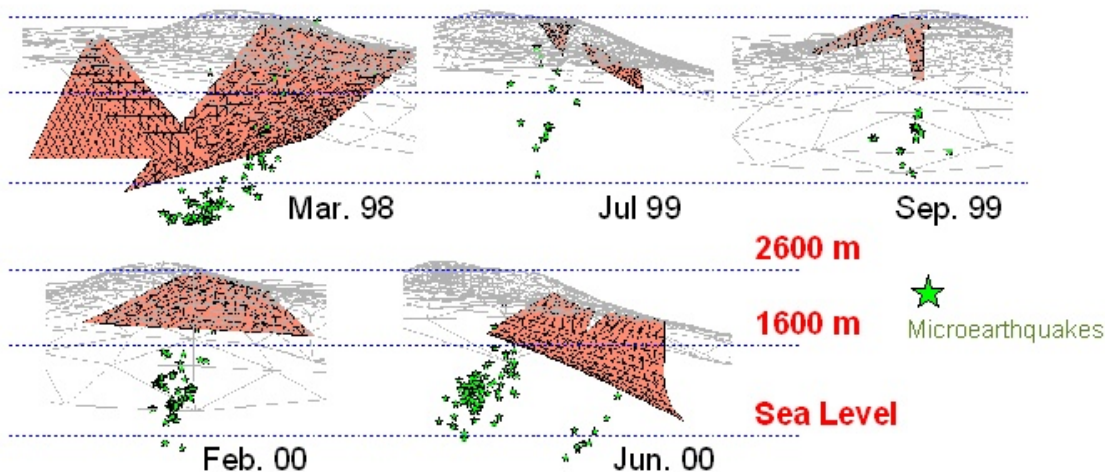 Mar. 98
Jul 99
Sep. 99
2600 m
1600 m
Microearthquakes
Sea Level
Feb. 00
Jun. 00